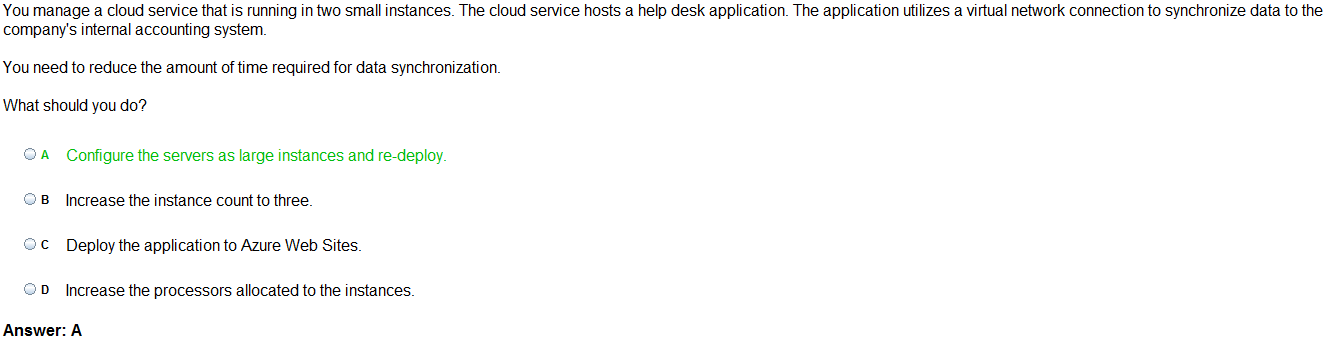 You manage a cloud service that is running in two small instances. The cloud service hosts a help desk application. The application utilizes a virtual network connection to synchronize data to the
company's internal accounting system.
You need to reduce the amount of time required for data synchronization.
What should you do?
A Configure the servers as large instances and re-deploy.
B Increase the instance count to three.
C Deploy the application to Azure Web Sites.
D Increase the processors allocated to the instances.
Answer: A